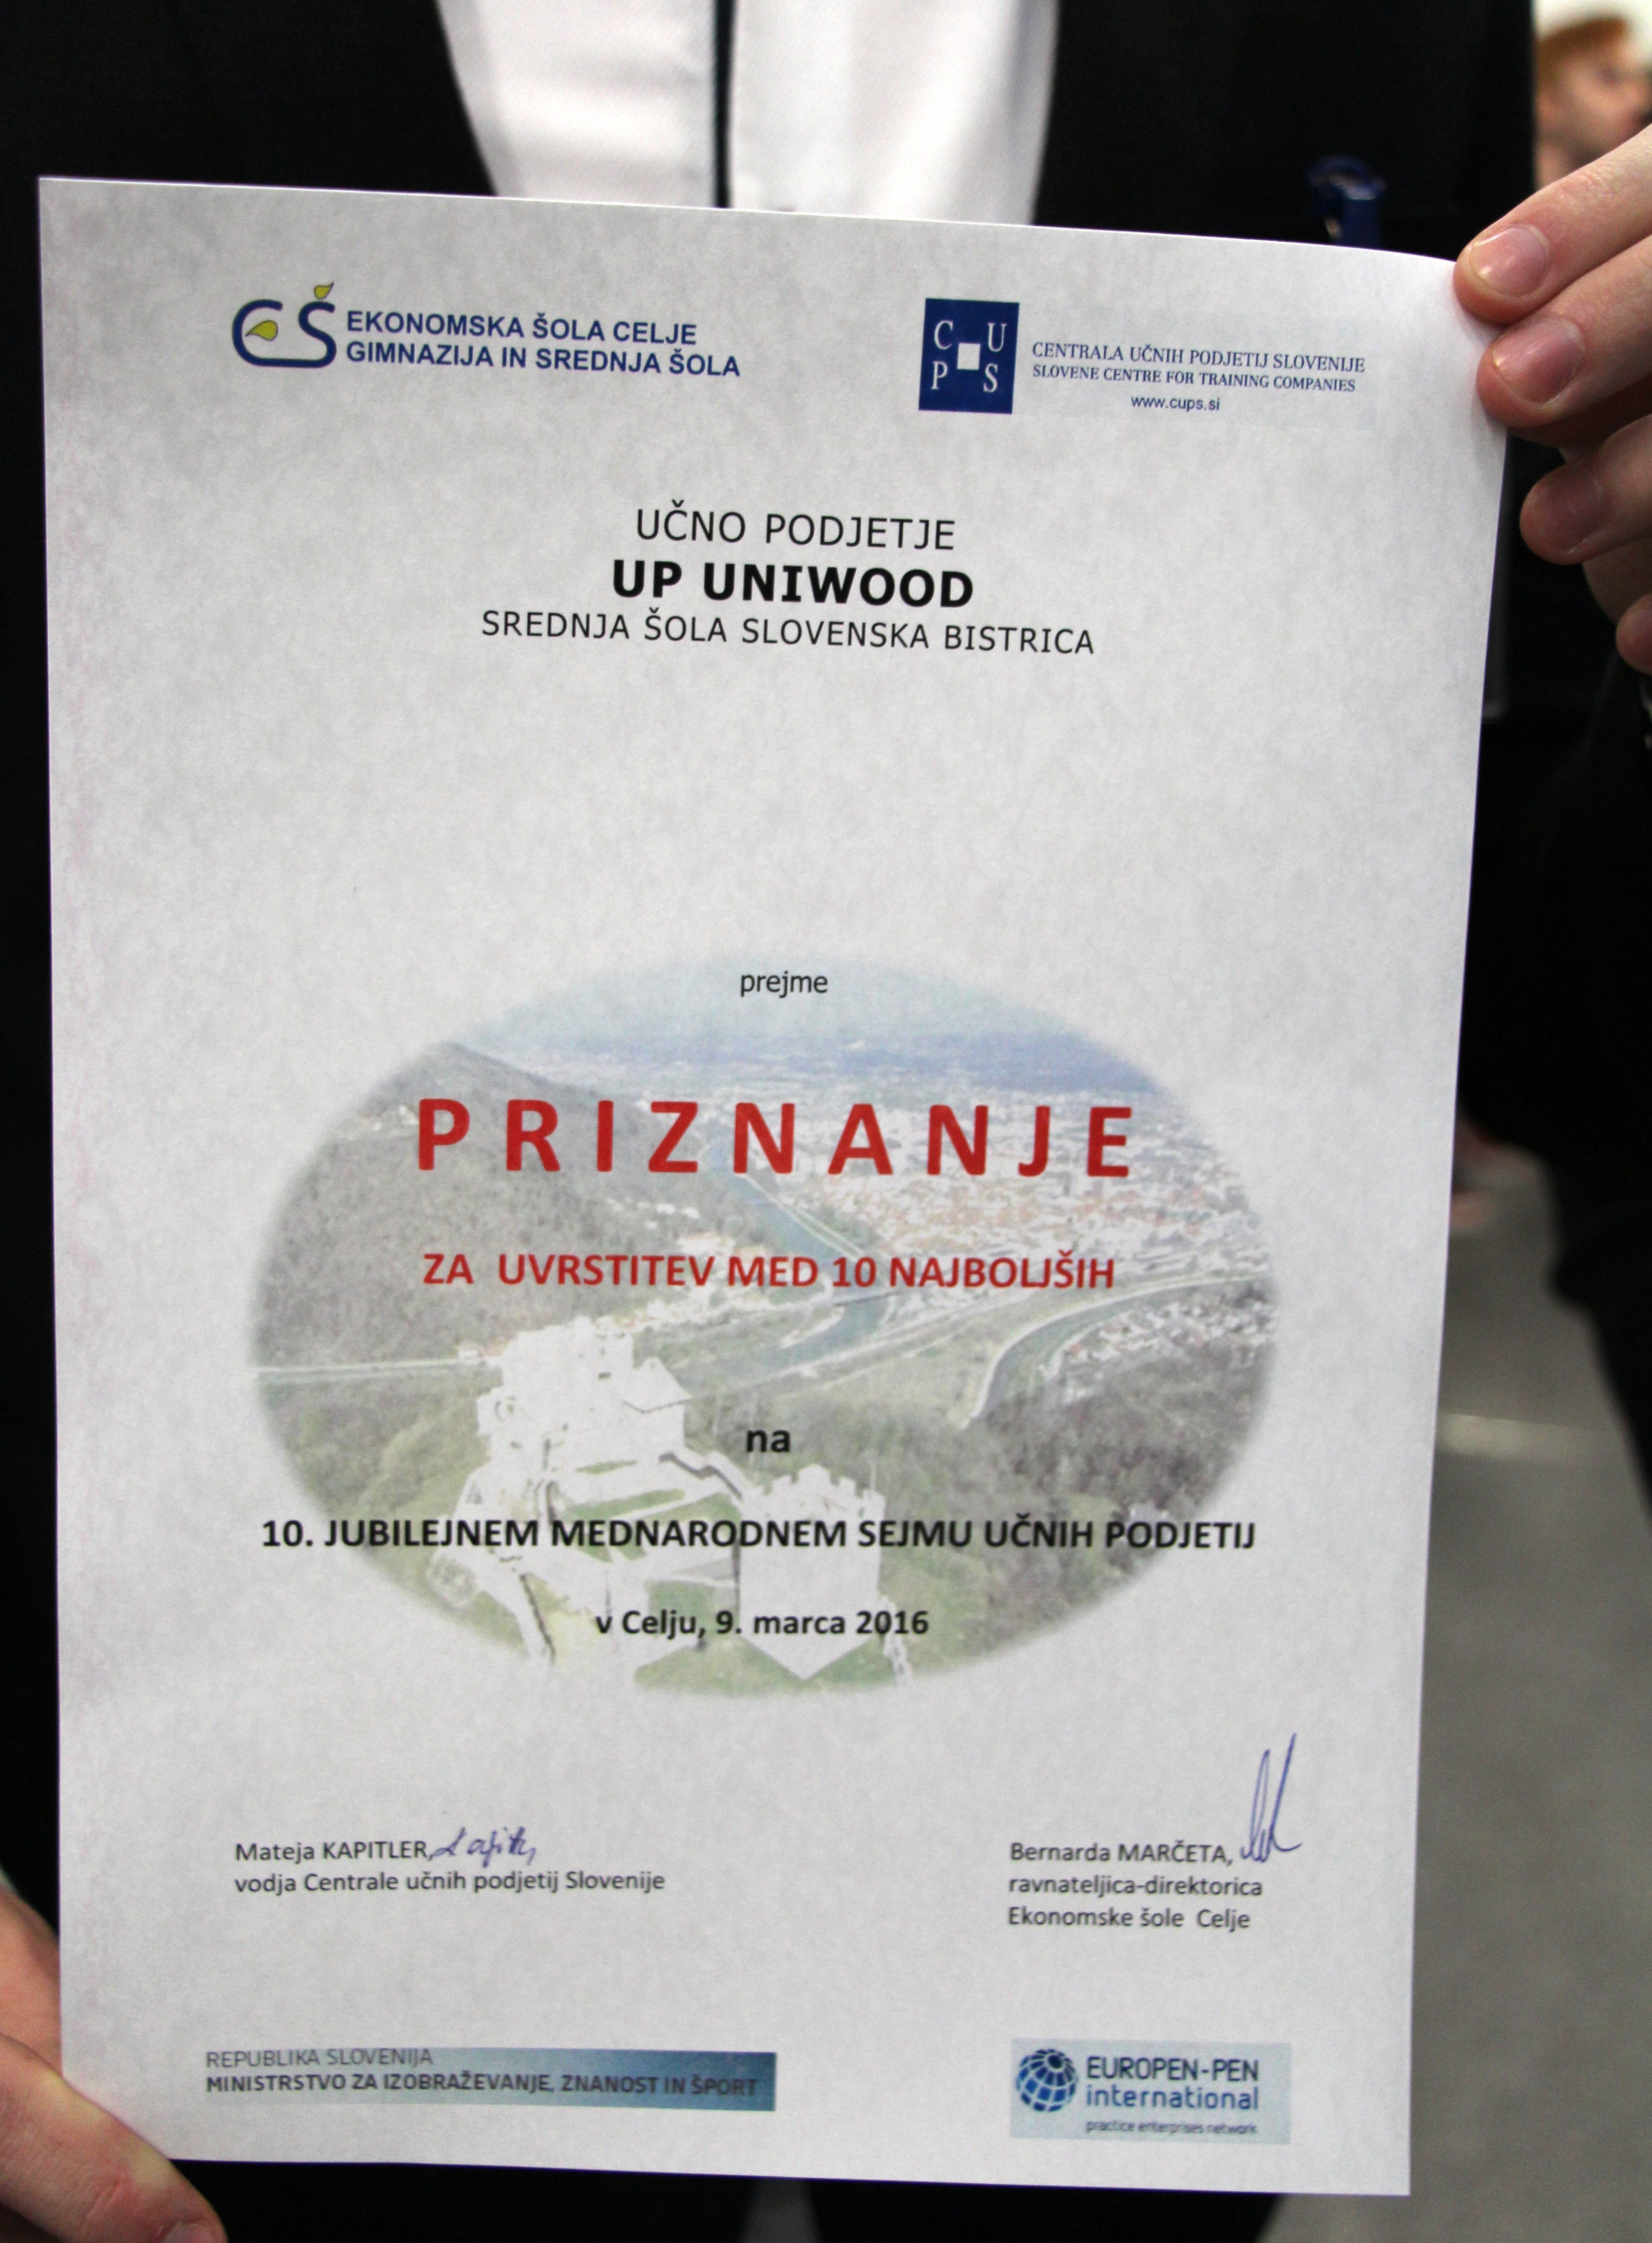 EKONOMSKA ŠOLA CELJE
GIMNAZIJA IN SREDNJA ŠOLA
C U
P S
CENTRALA UČNIH PODJETIJ SLOVENIJE
SLOVENE CENTRE FOR TRAINING COMPANIES
www.cups.si
UČNO PODJETJE
UP UNIWOOD
SREDNJA ŠOLA SLOVENSKA BISTRICA
prejme
PRIZNANJE
ZA UVRSTITEV MED 10 NAJBOLJŠIH
na
10. JUBILEJNEM MEDNARODNEM SEJMU UČNIH PODJETIJ
v Celju, 9. marca 2016
Mateja KAPITLER,
vodja Centrale učnih podjetij Slovenije
Bernarda MARČETA,
ravnateljica-direktorica
Ekonomske šole Celje
REPUBLIKA SLOVENIJA
MINISTRSTVO ZA IZOBRAŽEVANJE, ZNANOST IN ŠPORT
EUROPEN-PEN
international
practice enterprises network